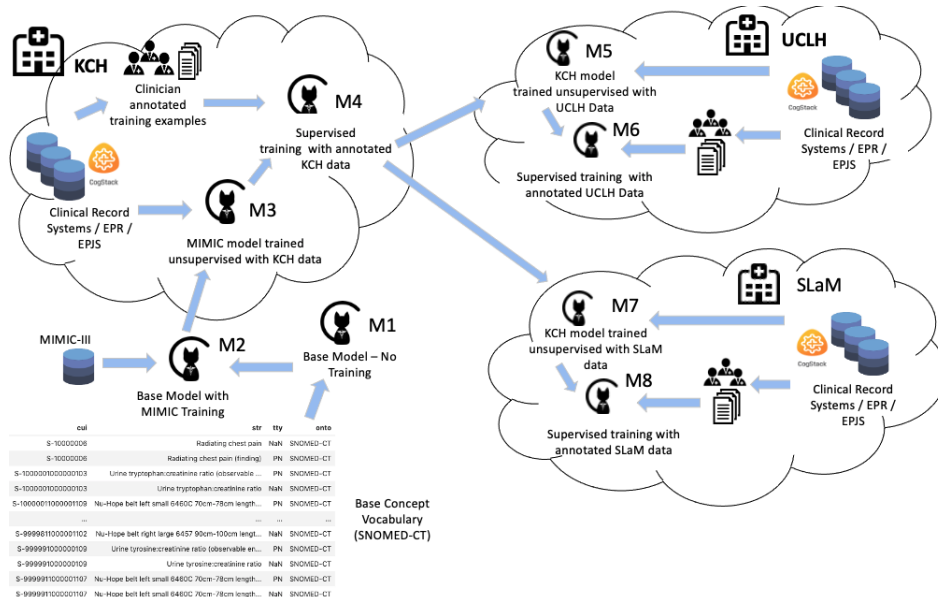 KCH
Clinician
annotated
training examples
M4
Supervised
training with annotated
KCH data
CogStack
Clinical Record
Systems / EPR /
EPJS
M3
MIMIC model trained
unsupervised with KCH data
UCLH
M5
KCH model
trained unsupervised with
UCLH Data
M6
Supervised training with
annotated UCLH Data
CogStack
Clinical Record
Systems / EPR /
EPJS
SLaM
M7
KCH model trained
unsupervised with SLaM
data
M8
Supervised training with
annotated SLaM data
CogStack
Clinical Record
Systems / EPR /
EPJS
MIMIC-III
M2
Base Model with
MIMIC Training
M1
Base Model – No
Training
cui str tty onto
S-10000006 Radiating chest pain NaN SNOMED-CT
S-10000006 Radiating chest pain (finding) PN SNOMED-CT
S-1000001000000103 Urine tryptophan:creatinine ratio (observable ... PN SNOMED-CT
S-1000001000000103 Urine tryptophan:creatinine ratio NaN SNOMED-CT
S-10000011000001109 Nu-Hope belt left small 6460C 70cm-78cm length... PN SNOMED-CT
... ... ... ...
S-9999811000001102 Nu-Hope belt right large 6457 90cm-100cm lengt... NaN SNOMED-CT
S-999991000000109 Urine tyrosine:creatinine ratio (observable en... PN SNOMED-CT
S-999991000000109 Urine tyrosine:creatinine ratio NaN SNOMED-CT
S-9999911000001107 Nu-Hope belt left small 6460C 70cm-78cm length... PN SNOMED-CT
S-9999911000001107 Nu-Hope belt left small 6460C 70cm-78cm length... NaN SNOMED-CT
Base Concept
Vocabulary
(SNOMED-CT)